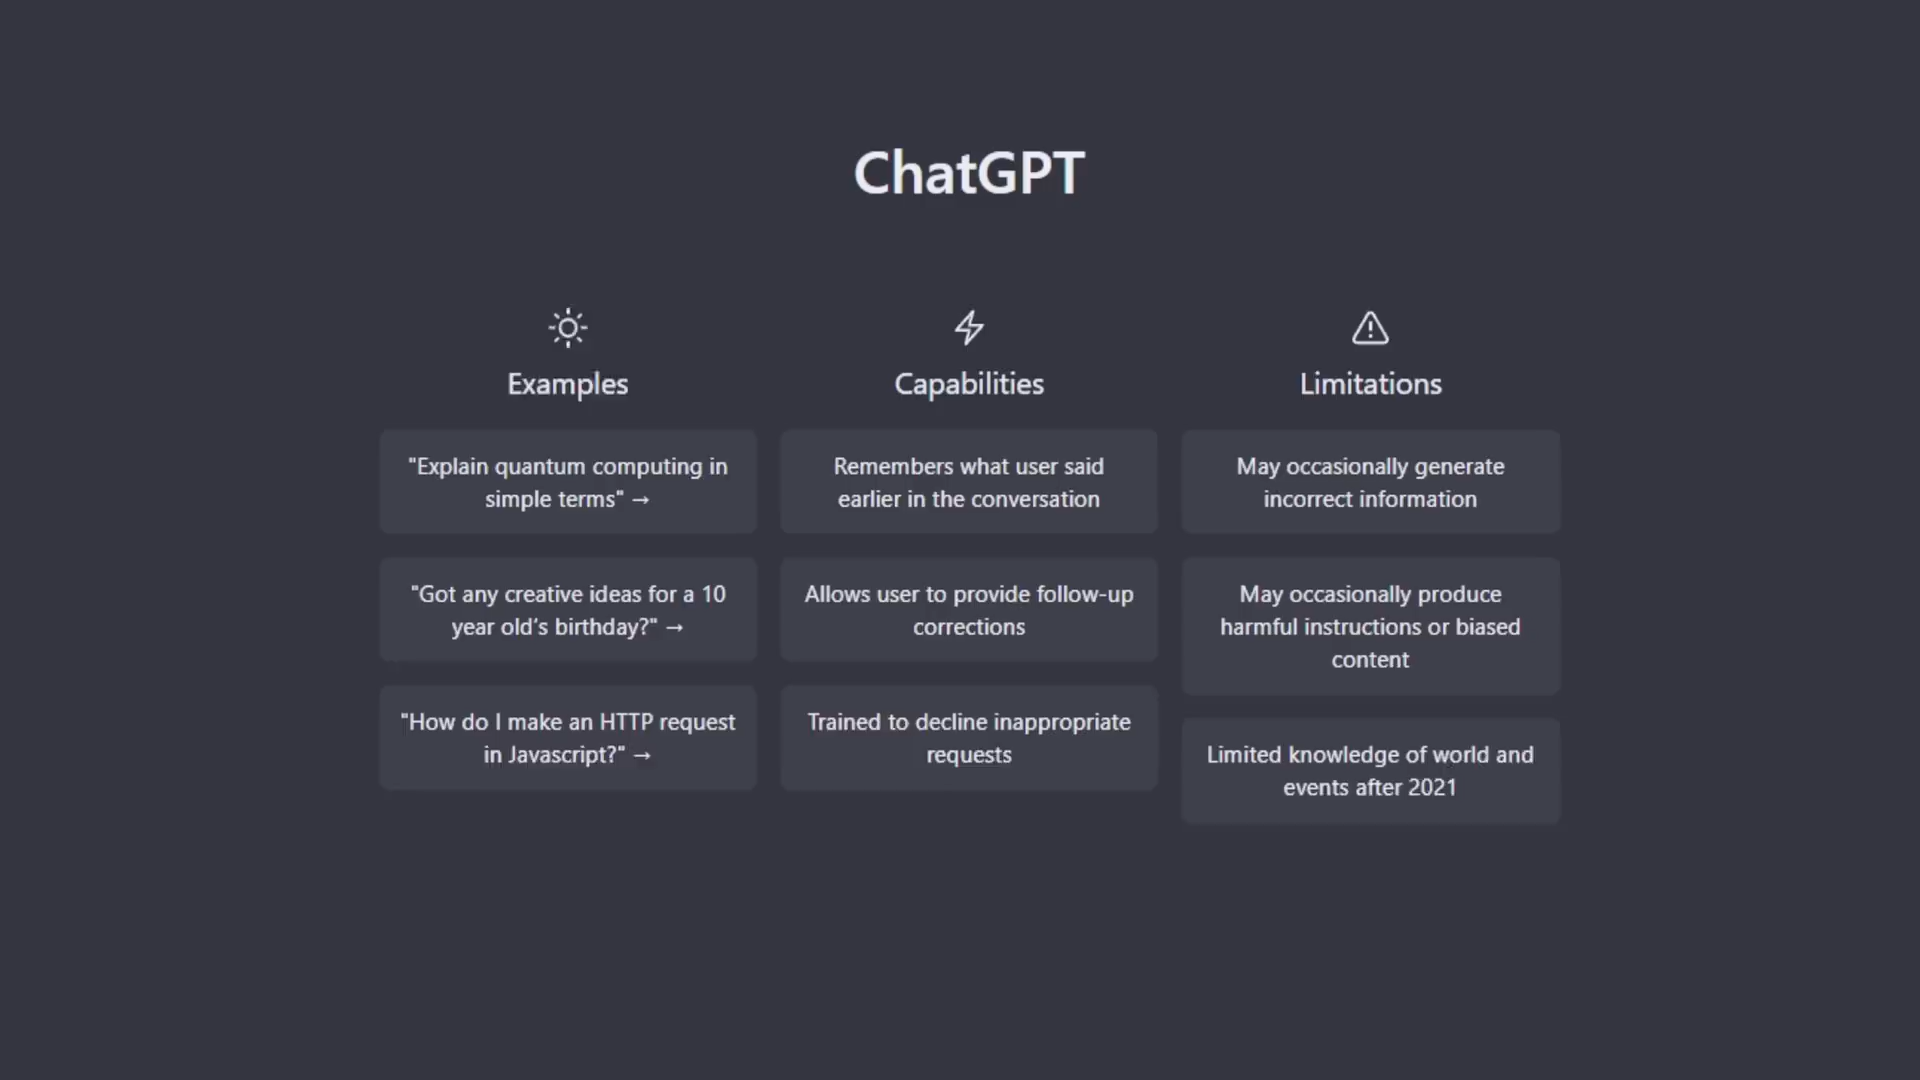 ChatGPT
Examples
"Explain quantum computing in
simple terms" →
"Got any creative ideas for a 10
year old's birthday?" →
"How do I make an HTTP request
in Javascript?" →
Capabilities
Remembers what user said
earlier in the conversation
Allows user to provide follow-up
corrections
Trained to decline inappropriate
requests
Limitations
May occasionally generate
incorrect information
May occasionally produce
harmful instructions or biased
content
Limited knowledge of world and
events after 2021